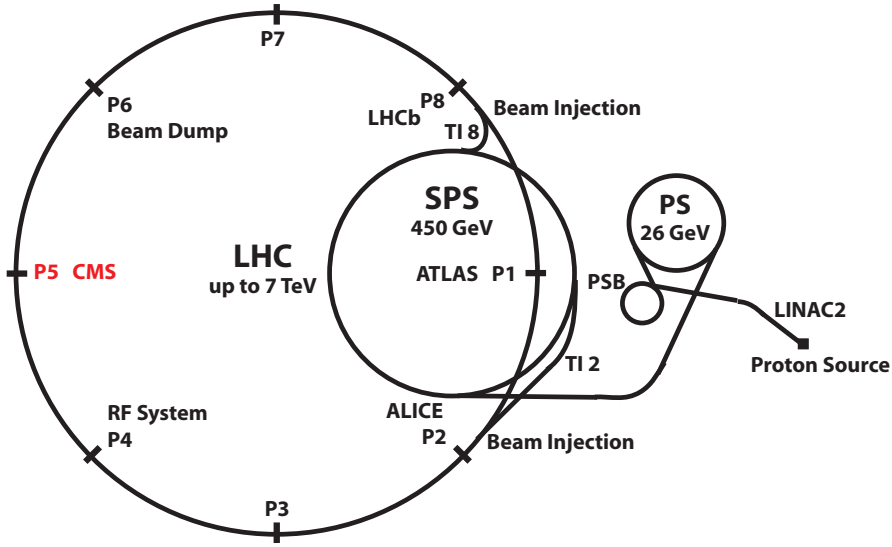 P7
P6
Beam Dump
P8
LHCb
Beam Injection
TI 8
SPS
450 GeV
PS
26 GeV
LHC
up to 7 TeV
P5 CMS
ATLAS P1
PSB
LINAC2
Proton Source
TI 2
RF System
P4
ALICE
P2
Beam Injection
P3